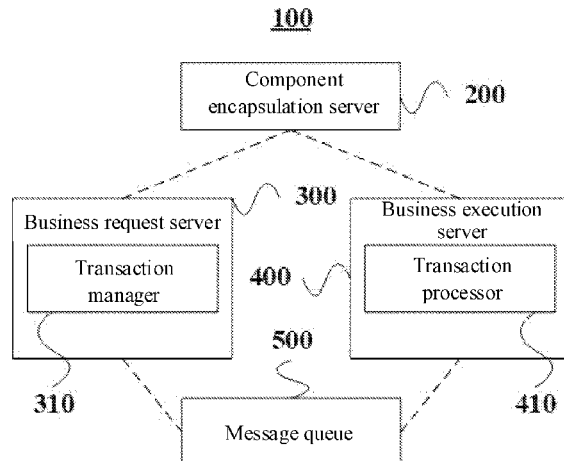 100
Component
encapsulation server
200
300
Business request server
Business execution
server
Transaction
manager
400
Transaction
processor
500
310
410
Message queue